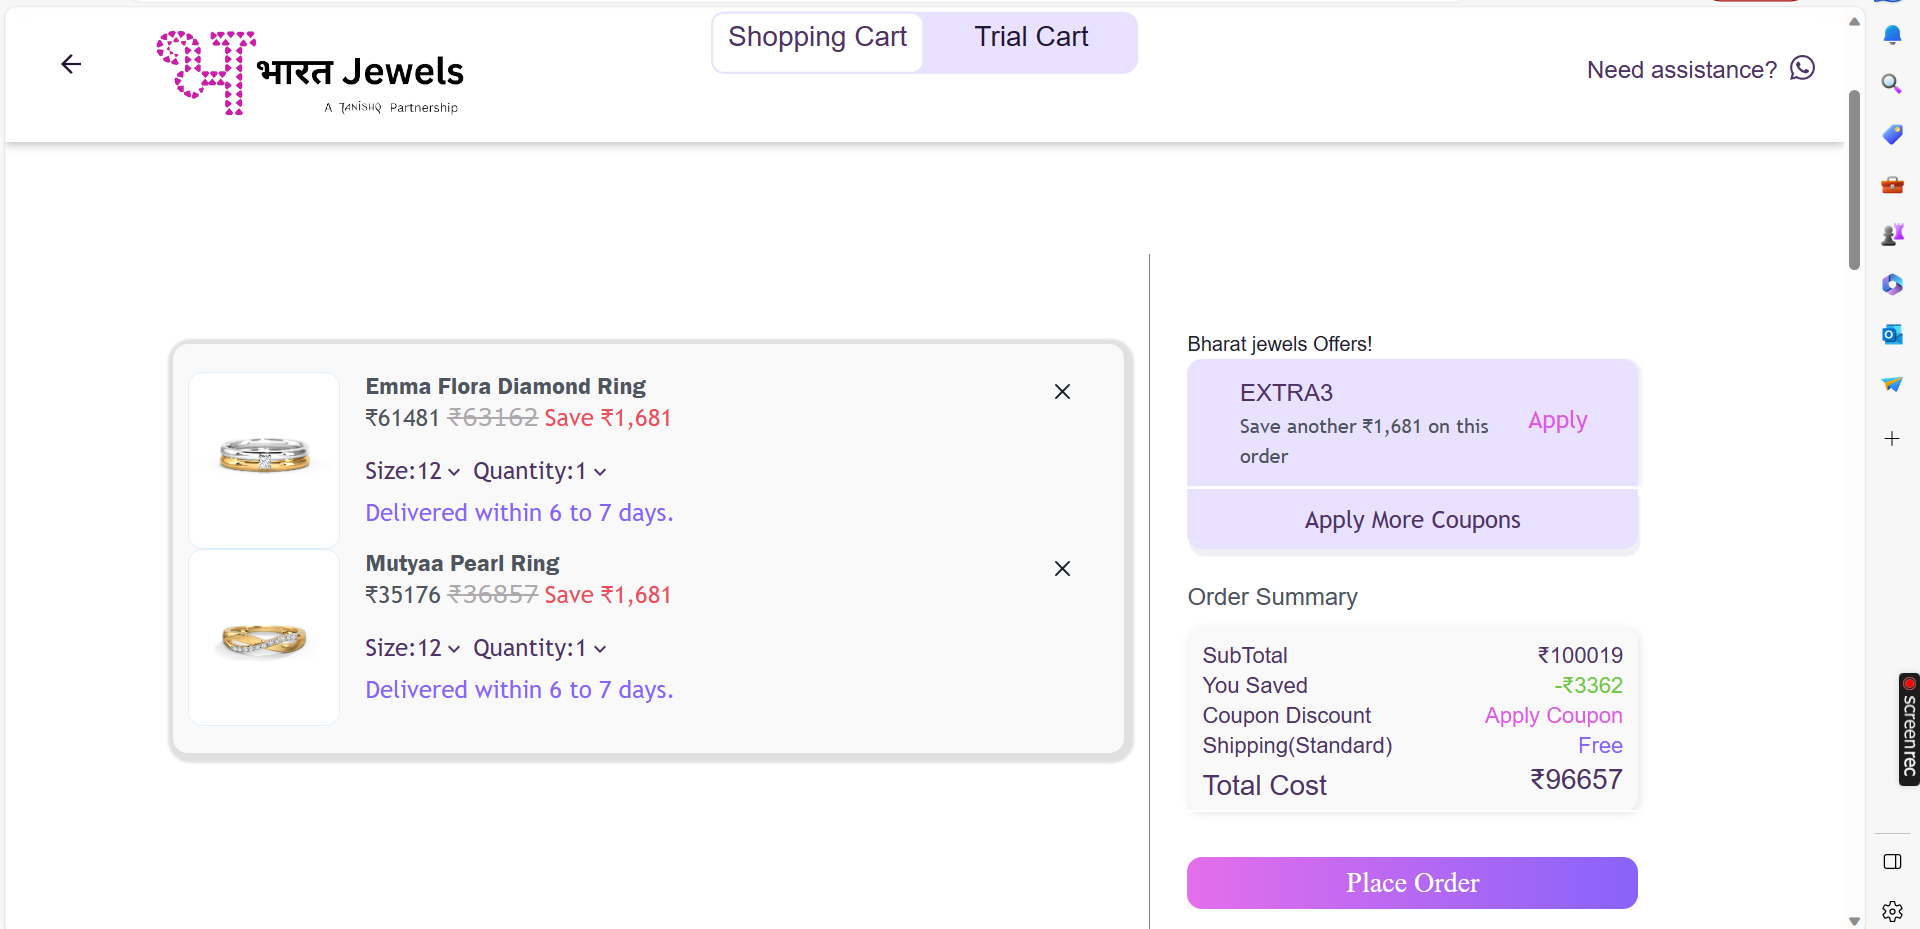 Shopping Cart
Trial Cart
भारत Jewels
A TANISHQ Partnership
Need assistance?
Emma Flora Diamond Ring
₹61481 ₹63162 Save ₹1,681
Size:12 Quantity:1
Delivered within 6 to 7 days.
Mutyaa Pearl Ring
₹35176 ₹36857 Save ₹1,681
Size:12 Quantity:1
Delivered within 6 to 7 days.
Bharat jewels Offers!
EXTRA3
Save another ₹1,681 on this
order
Apply
Apply More Coupons
Order Summary
SubTotal ₹100019
You Saved -₹3362
Coupon Discount Apply Coupon
Shipping(Standard) Free
Total Cost ₹96657
Place Order
screenrec